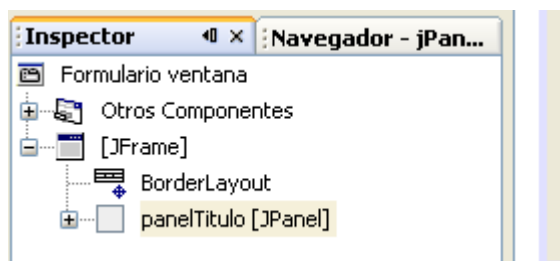 Inspector
Navegador - jPan...
Formulario ventana
Otros Componentes
[JFrame]
BorderLayout
panelTitulo [JPanel]